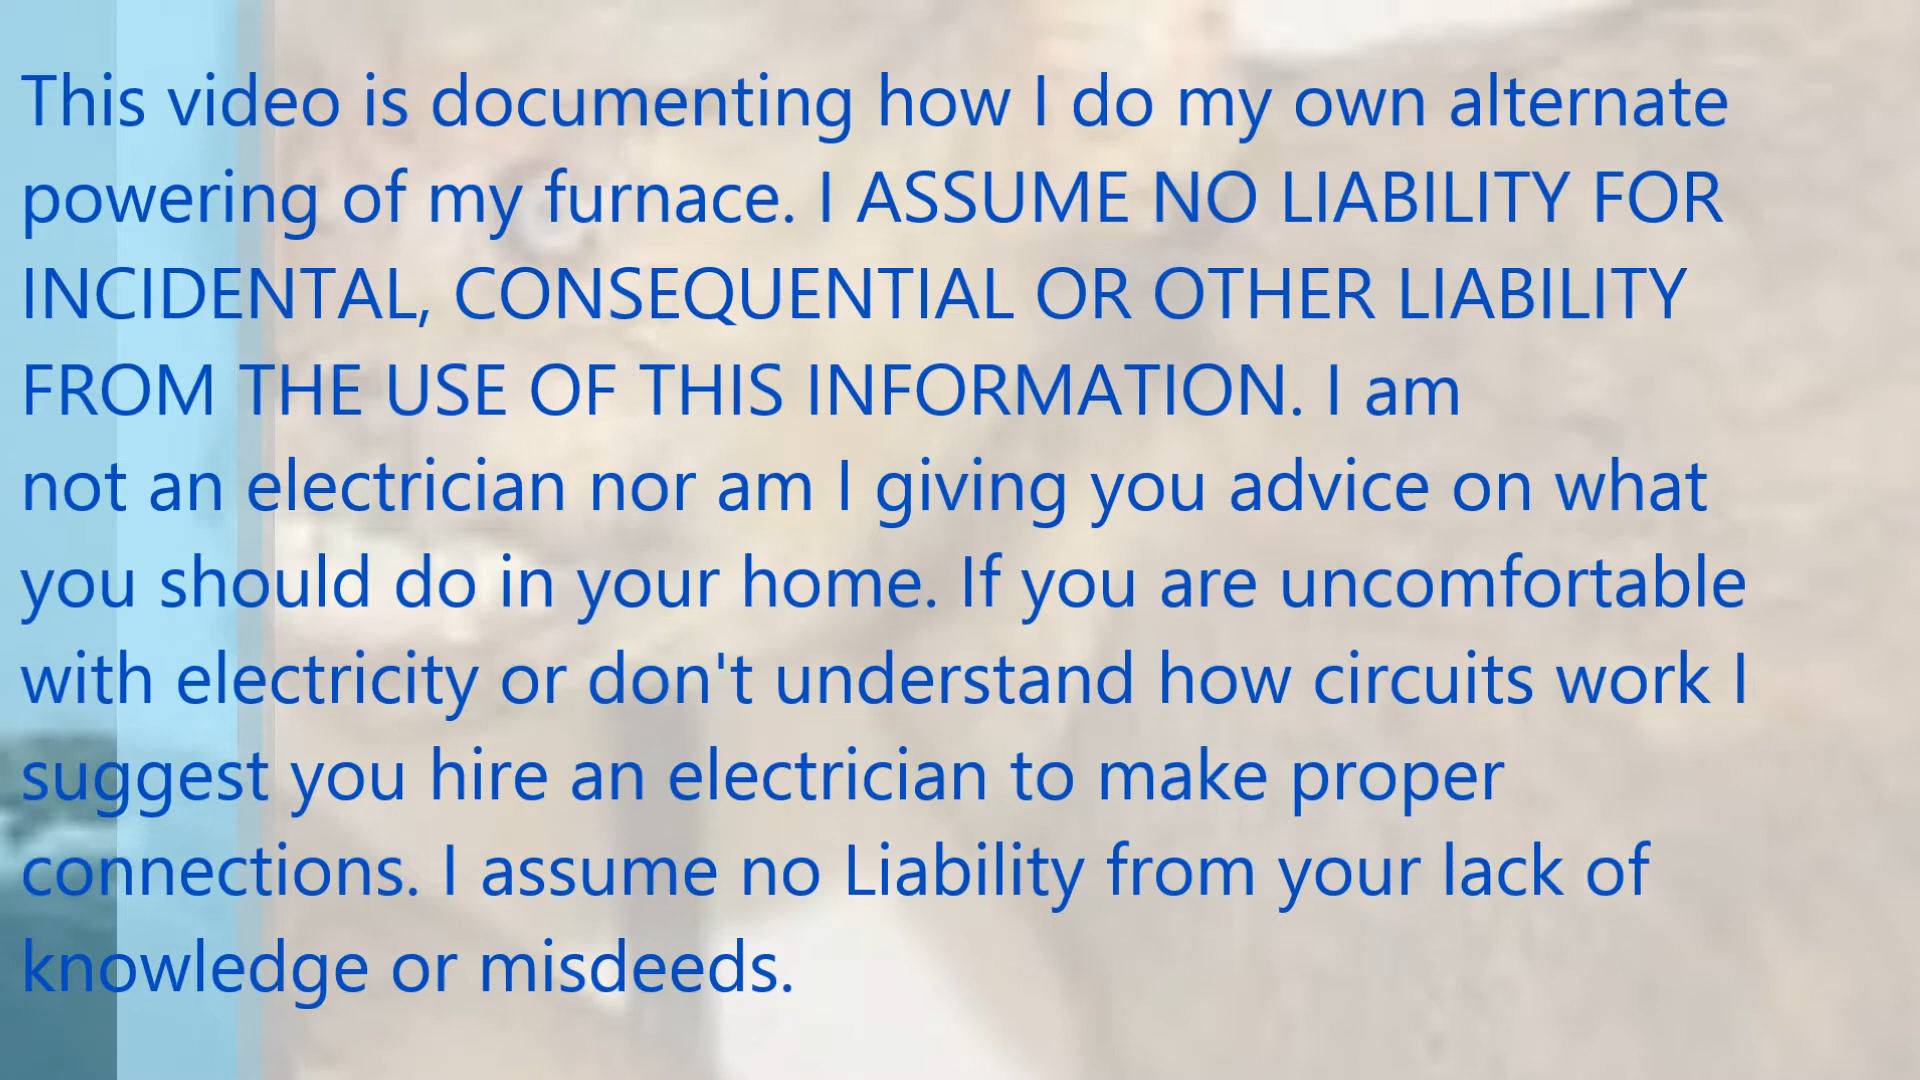 This video is documenting how I do my own alternate
powering of my furnace. I ASSUME NO LIABILITY FOR
INCIDENTAL, CONSEQUENTIAL OR OTHER LIABILITY
FROM THE USE OF THIS INFORMATION. I am
not an electrician nor am I giving you advice on what
you should do in your home. If you are uncomfortable
with electricity or don't understand how circuits work I
suggest you hire an electrician to make proper
connections. I assume no Liability from your lack of
knowledge or misdeeds.